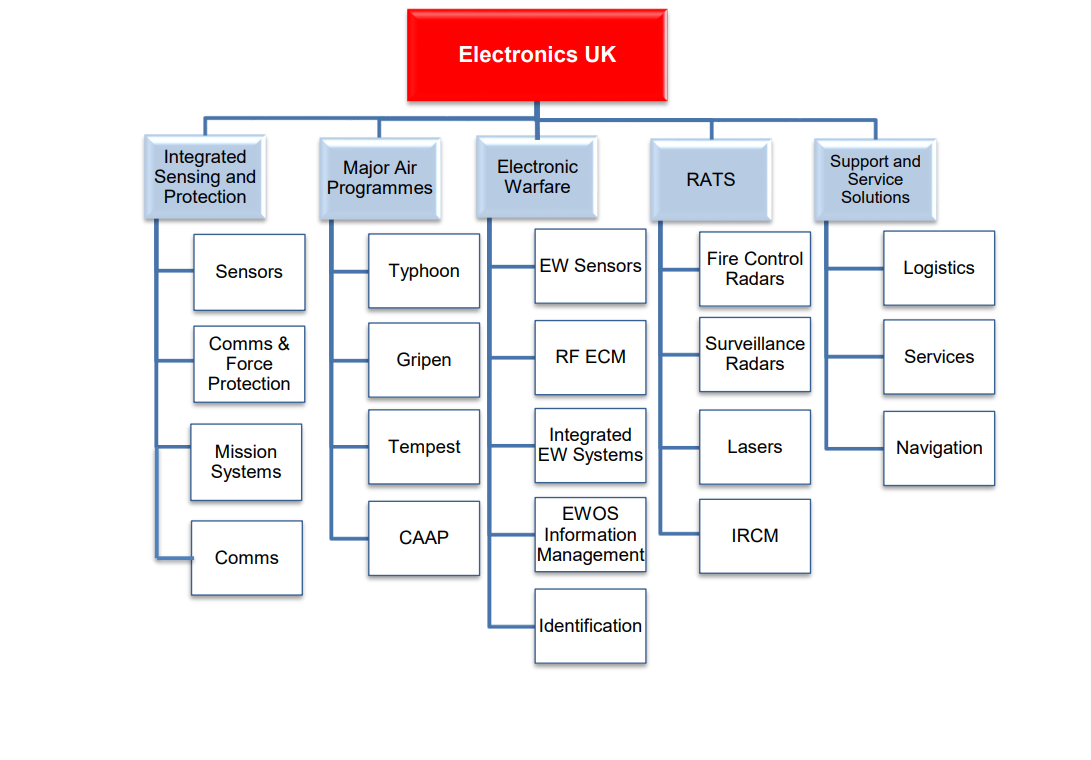 Electronics UK
Integrated
Sensing and
Protection
Major Air
Programmes
Electronic
Warfare
RATS
Support and
Service
Solutions
Sensors
Comms &
Force
Protection
Mission
Systems
Comms
Typhoon
Gripen
Tempest
CAAP
EW Sensors
RF ECM
Integrated
EW Systems
EWOS
Information
Management
Identification
Fire Control
Radars
Surveillance
Radars
Lasers
IRCM
Logistics
Services
Navigation